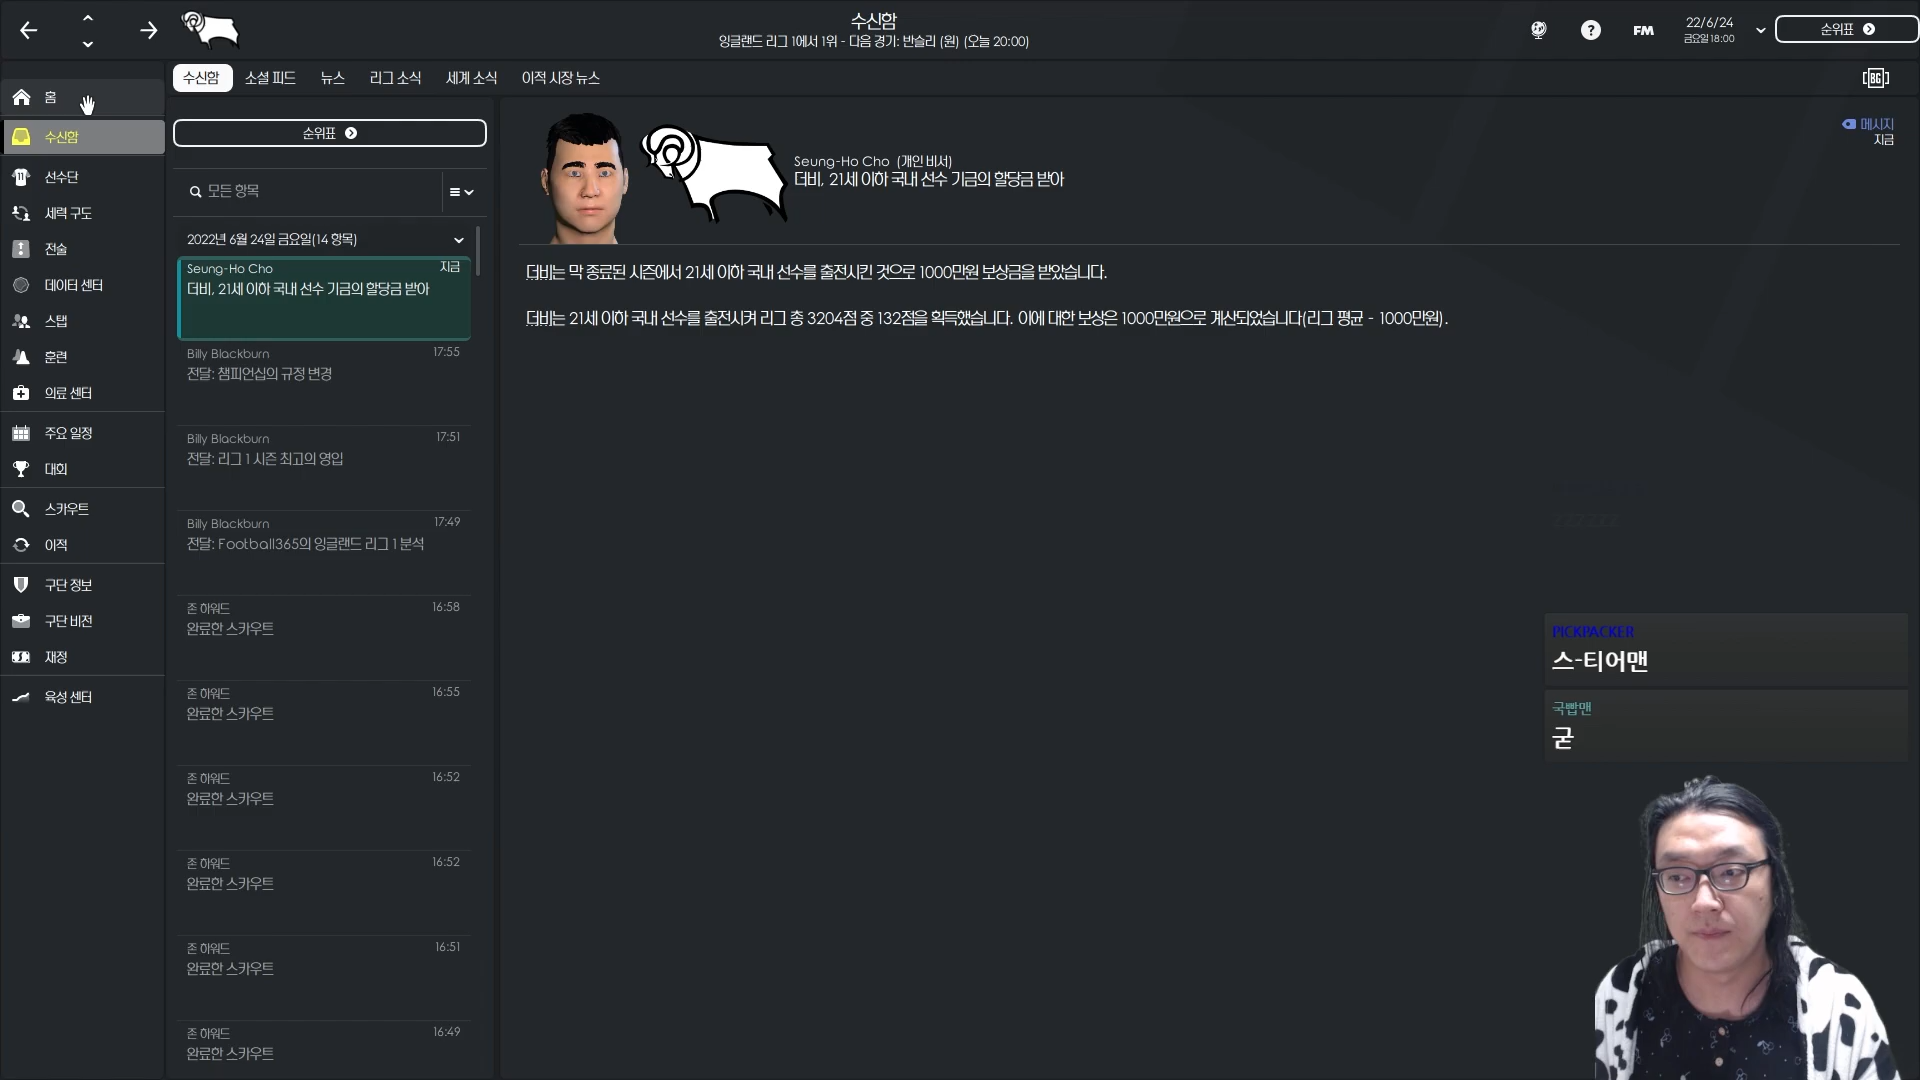 수신함
잉글랜드 리그 1에서 1위 - 다음 경기: 반슬리 (원) (오늘 20:00)
FM
22/6/24
금요일 18:00
순위표
수신함
소셜 피드
뉴스
리그 소식
세계 소식
이적 시장 뉴스
BG
홈
수신함
선수단
세력 구도
전술
데이터 센터
스탭
훈련
의료 센터
주요 일정
대회
스카우트
이적
구단 정보
구단 비전
재정
육성 센터
순위표
모든 항목
2022년 6월 24일 금요일(14 항목)
Seung-Ho Cho
지금
더비, 21세 이하 국내 선수 기금의 할당금 받아
Billy Blackburn
17:55
전달: 챔피언십의 규정 변경
Billy Blackburn
17:51
전달: 리그 1 시즌 최고의 영입
Billy Blackburn
17:49
전달: Football365의 잉글랜드 리그 1 분석
존 하워드
16:58
완료한 스카우트
존 하워드
16:55
완료한 스카우트
존 하워드
16:52
완료한 스카우트
존 하워드
16:52
완료한 스카우트
존 하워드
16:51
완료한 스카우트
존 하워드
16:49
완료한 스카우트
Seung-Ho Cho (개인 비서)
더비, 21세 이하 국내 선수 기금의 할당금 받아
메시지
지금
더비는 막 종료된 시즌에서 21세 이하 국내 선수를 출전시킨 것으로 1000만원 보상금을 받았습니다.
더비는 21세 이하 국내 선수를 출전시켜 리그 총 3204점 중 132점을 획득했습니다. 이에 대한 보상은 1000만원으로 계산되었습니다(리그 평균 - 1000만원).
PICKPACKER
스-티어맨
국빱맨
굳